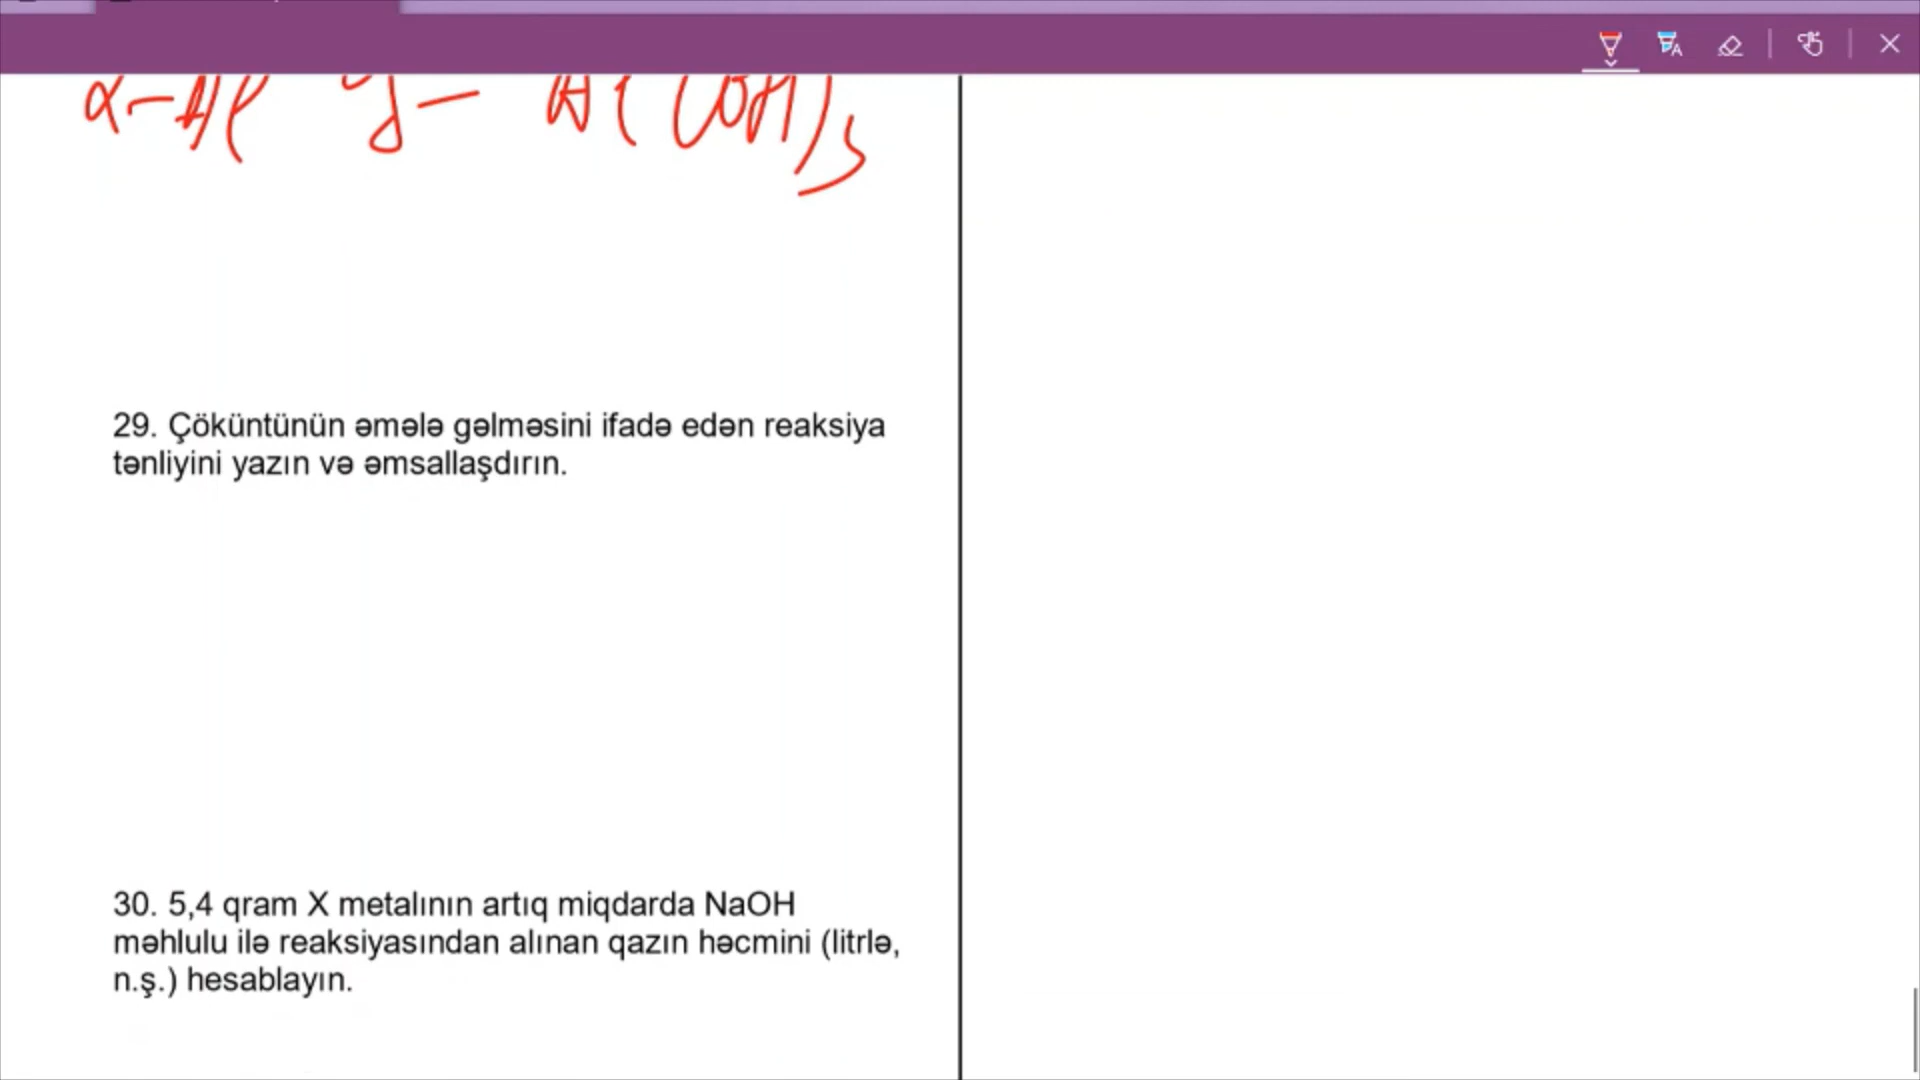 x-Al y- Al(OH)3
29. Çöküntünün əmələ gəlməsini ifadə edən reaksiya
tənliyini yazın və əmsallaşdırın.
30. 5,4 qram X metalının artıq miqdarda NaOH
məhlulu ilə reaksiyasından alınan qazın həcmini (litrlə,
n.ş.) hesablayın.